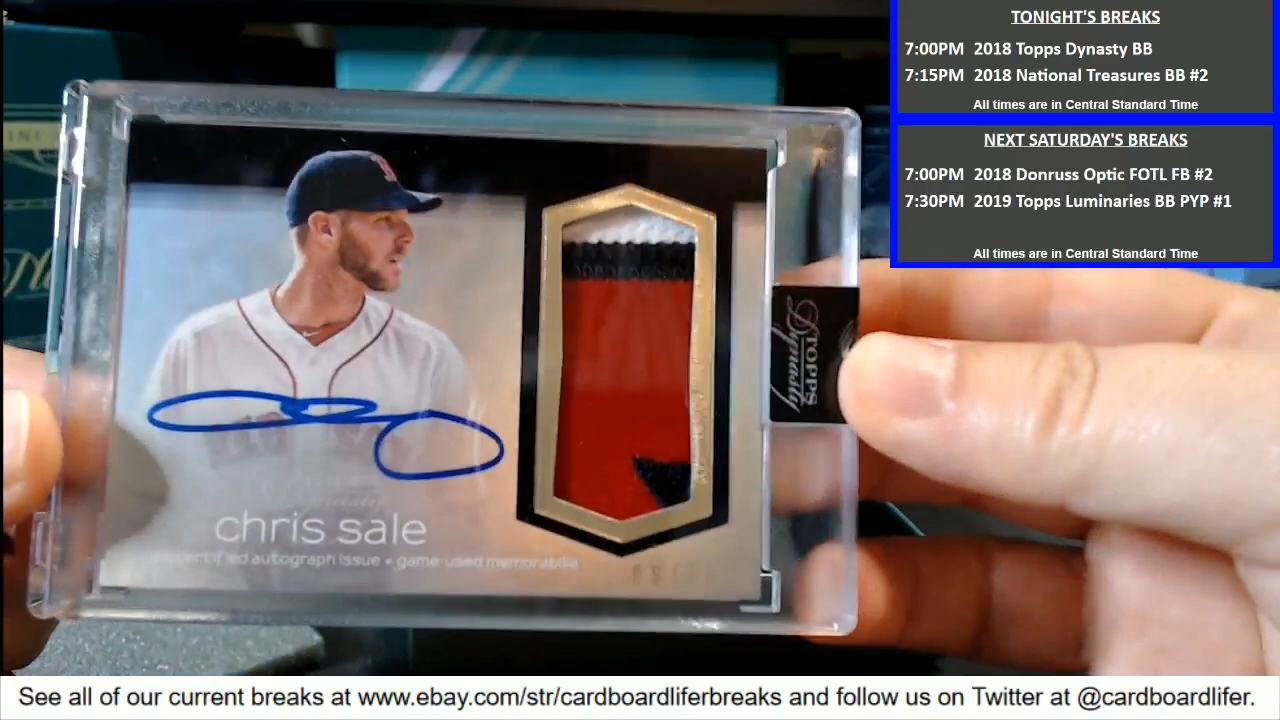 TONIGHT'S BREAKS
7:00PM 2018 Topps Dynasty BB
7:15PM 2018 National Treasures BB #2
All times are in Central Standard Time
NEXT SATURDAY'S BREAKS
7:00PM 2018 Donruss Optic FOTL FB #2
7:30PM 2019 Topps Luminaries BB PYP #1
All times are in Central Standard Time
TOPPS
Dynasty
chris sale
certified autograph issue • game-used memorabilia
See all of our current breaks at www.ebay.com/str/cardboardliferbreaks and follow us on Twitter at @cardboardlifer.